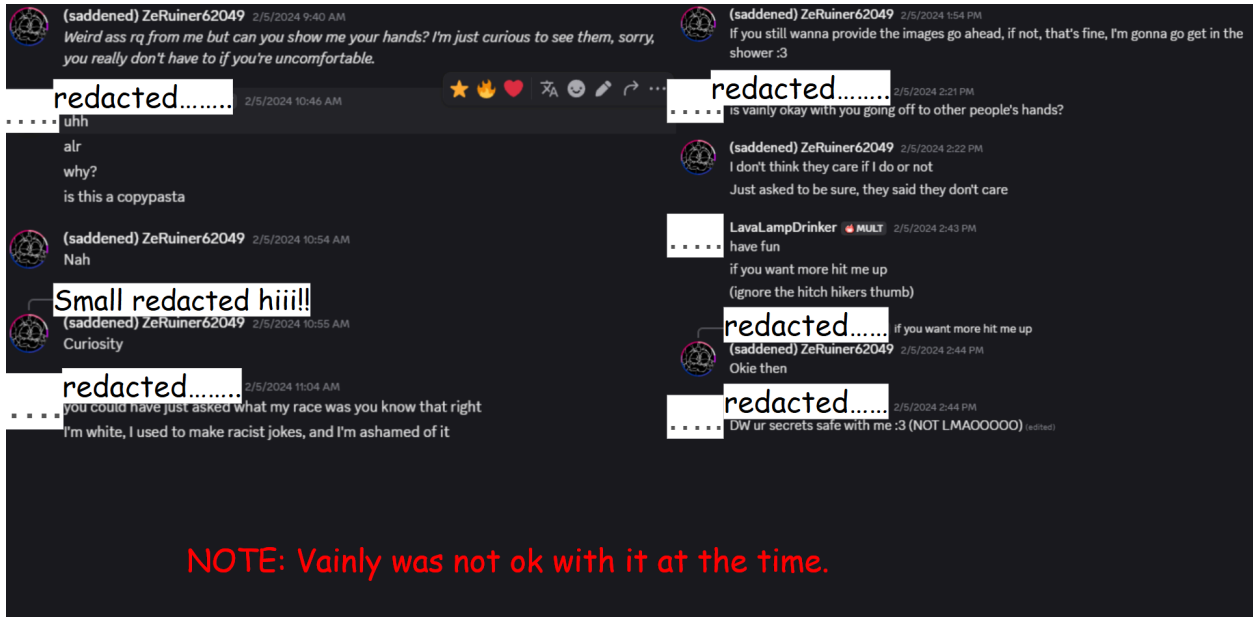 (saddened) ZeRuiner62049 2/5/2024 9:40 AM
Weird ass rq from me but can you show me your hands? I'm just curious to see them, sorry,
you really don't have to if you're uncomfortable.
redacted........ 2/5/2024 10:46 AM
.....
uhh
alr
why?
is this a copypasta
(saddened) ZeRuiner62049 2/5/2024 10:54 AM
Nah
Small redacted hiii!!
(saddened) ZeRuiner62049 2/5/2024 10:55 AM
Curiosity
redacted........ 2/5/2024 11:04 AM
....
you could have just asked what my race was you know that right
I'm white, I used to make racist jokes, and I'm ashamed of it
(saddened) ZeRuiner62049 2/5/2024 1:54 PM
If you still wanna provide the images go ahead, if not, that's fine, I'm gonna go get in the
shower :3
redacted........ 2/5/2024 2:21 PM
.....
is vainly okay with you going off to other people's hands?
(saddened) ZeRuiner62049 2/5/2024 2:22 PM
I don't think they care if I do or not
Just asked to be sure, they said they don't care
LavaLampDrinker MULT 2/5/2024 2:43 PM
..... have fun
if you want more hit me up
(ignore the hitch hikers thumb)
redacted...... if you want more hit me up
(saddened) ZeRuiner62049 2/5/2024 2:44 PM
Okie then
redacted...... 2/5/2024 2:44 PM
..... DW ur secrets safe with me :3 (NOT LMAOOOOO) (edited)
NOTE: Vainly was not ok with it at the time.